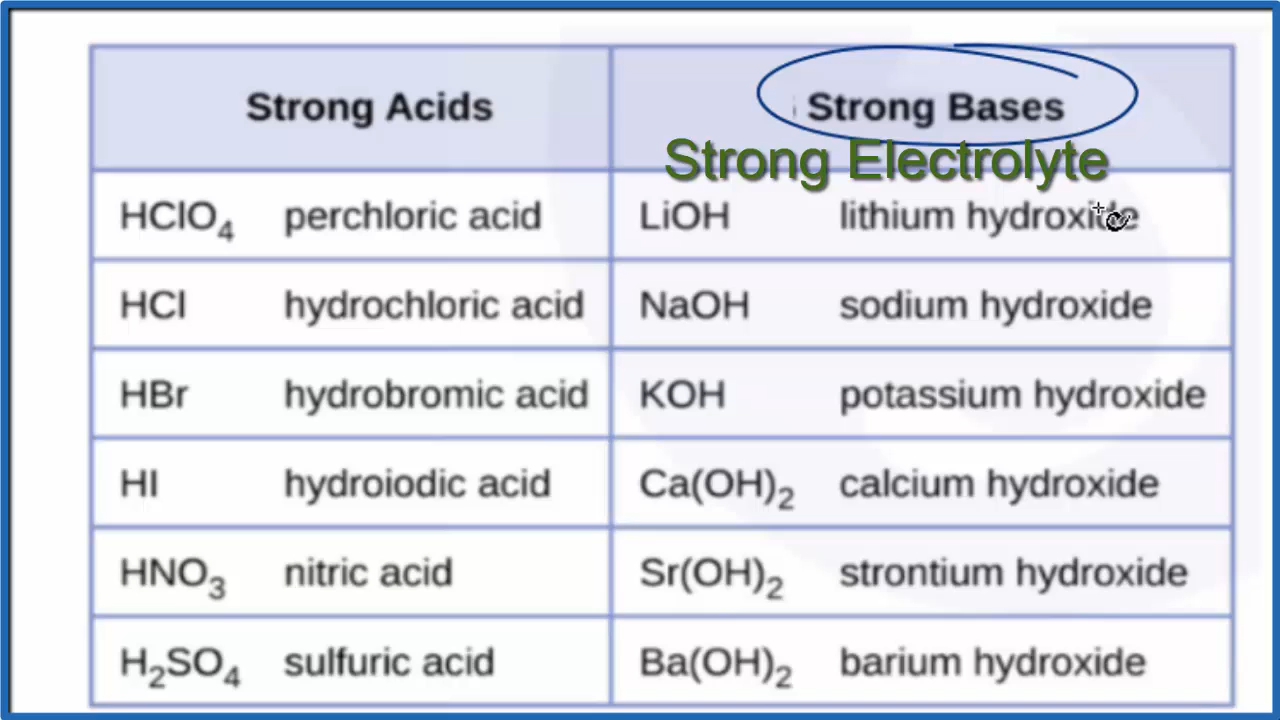 Strong Acids Strong Bases
Strong Electrolyte
HClO₄ perchloric acid LiOH lithium hydroxide
HCl hydrochloric acid NaOH sodium hydroxide
HBr hydrobromic acid KOH potassium hydroxide
HI hydroiodic acid Ca(OH)₂ calcium hydroxide
HNO₃ nitric acid Sr(OH)₂ strontium hydroxide
H₂SO₄ sulfuric acid Ba(OH)₂ barium hydroxide